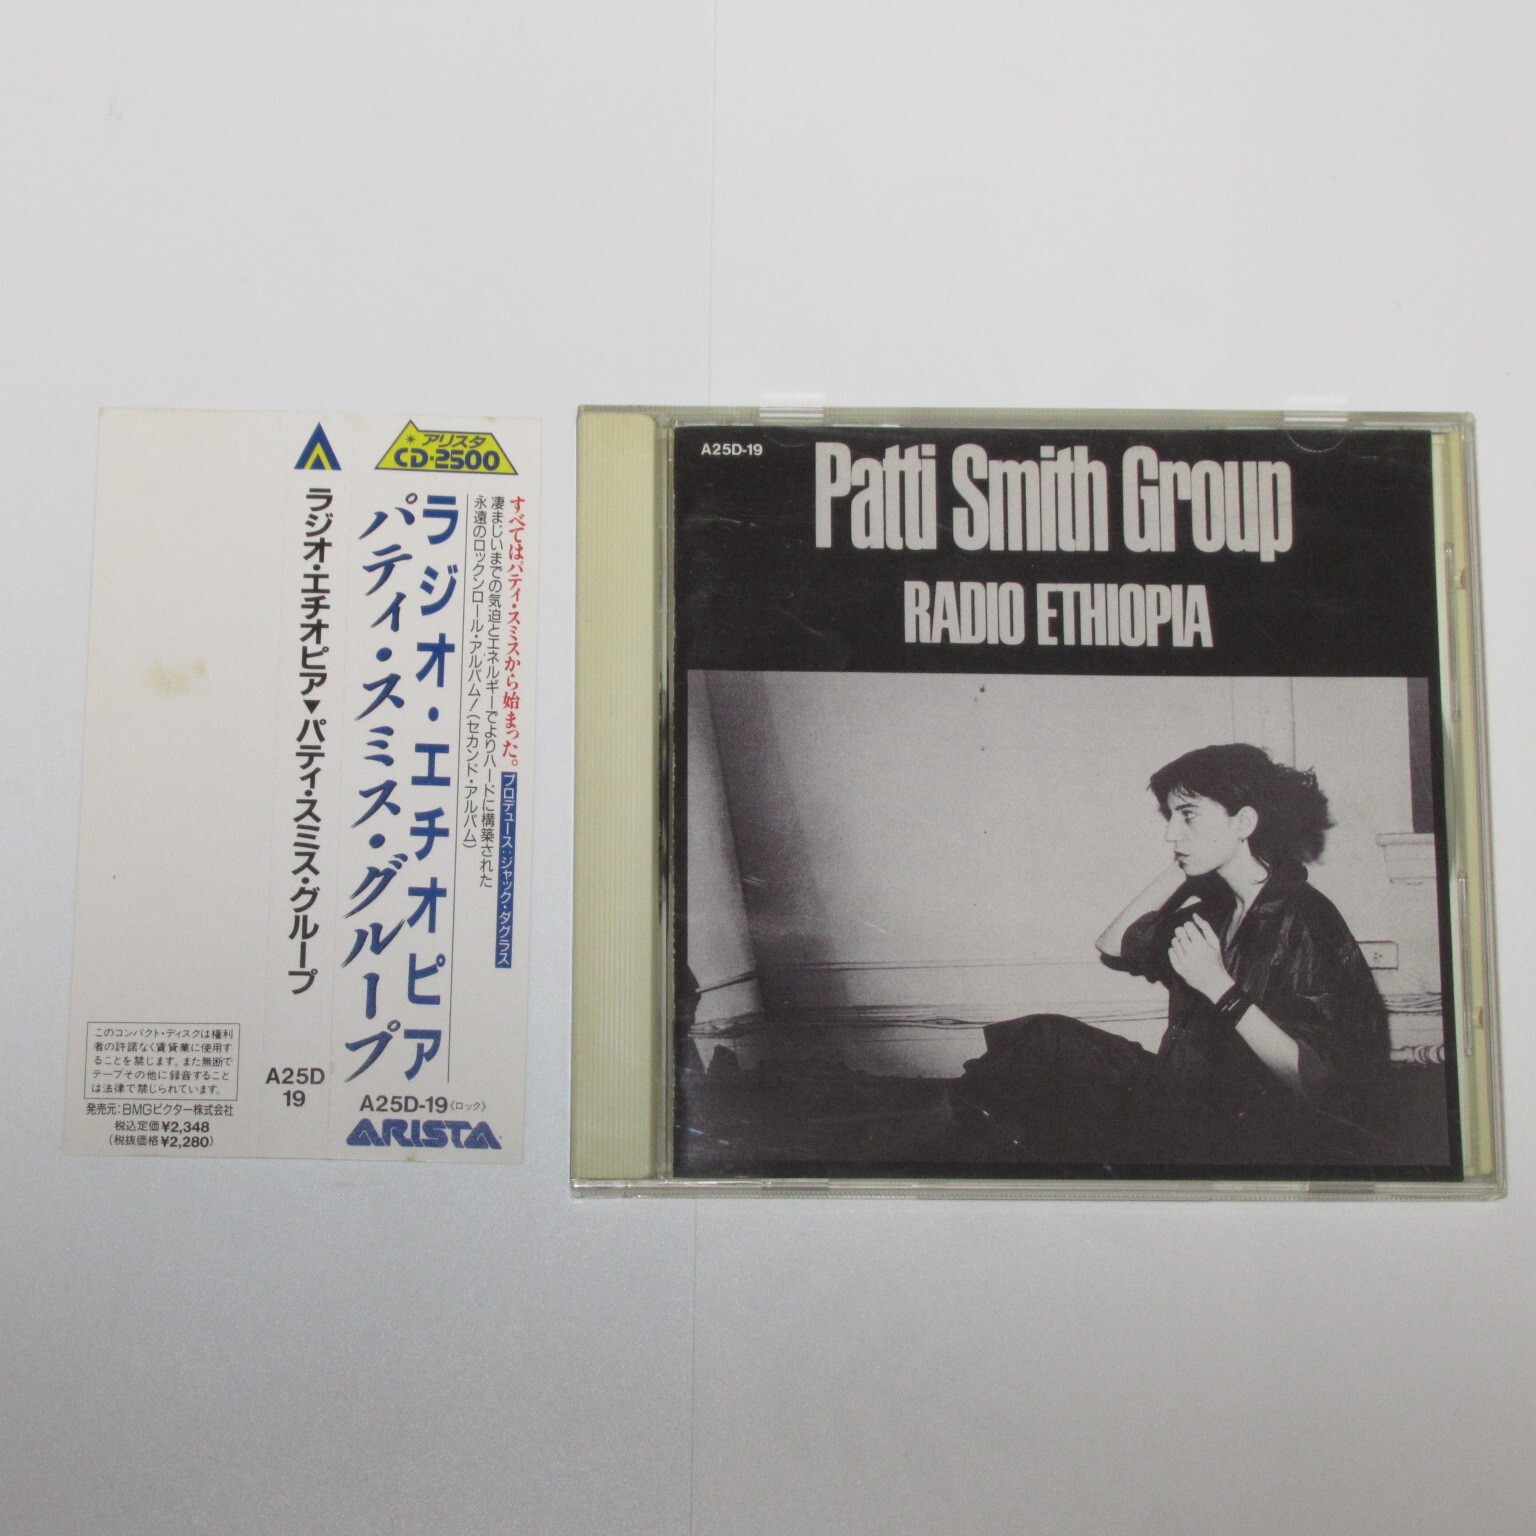 アリスタ
CD・2500
すべてはパティ・スミスから始まった。
プロデュース：ジャック・ダグラス
凄まじいまでの気迫とエネルギーでよりハードに構築された
永遠のロックンロール・アルバム！（セカンド・アルバム）
ラジオ・エチオピア
パティ・スミス・グループ
A25D-19《ロック》
ARISTA
ラジオ・エチオピア▼パティ・スミス・グループ
A25D
19
このコンパクト・ディスクは権利
者の許諾なく賃貸業に使用す
ることを禁じます。また無断で
テープその他に録音すること
は法律で禁じられています。
発売元：BMGビクター株式会社
税込定価¥2,348
（税抜価格¥2,280）
A25D-19
Patti Smith Group
RADIO ETHIOPIA